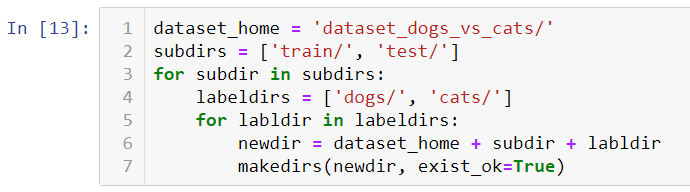 In [13]:
1 dataset_home = 'dataset_dogs_vs_cats/'
2 subdirs = ['train/', 'test/']
3 for subdir in subdirs:
4     labeldirs = ['dogs/', 'cats/']
5     for labldir in labeldirs:
6         newdir = dataset_home + subdir + labldir
7         makedirs(newdir, exist_ok=True)